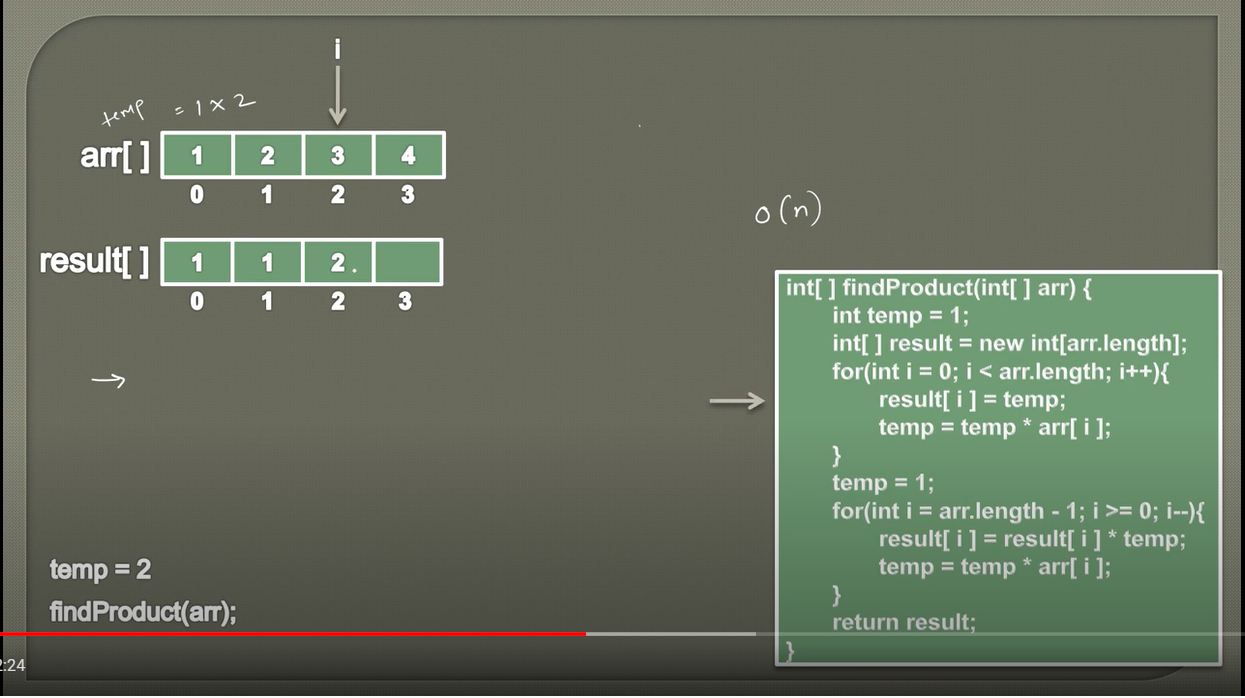 i
temp = 1 × 2
arr[ ] 1 2 3 4
0 1 2 3
result[ ] 1 1 2.
0 1 2 3
→
temp = 2
findProduct(arr);
2:24
o(n)
int[ ] findProduct(int[ ] arr) {
int temp = 1;
int[ ] result = new int[arr.length];
for(int i = 0; i < arr.length; i++){
result[ i ] = temp;
temp = temp * arr[ i ];
}
temp = 1;
for(int i = arr.length - 1; i >= 0; i--){
result[ i ] = result[ i ] * temp;
temp = temp * arr[ i ];
}
return result;
}